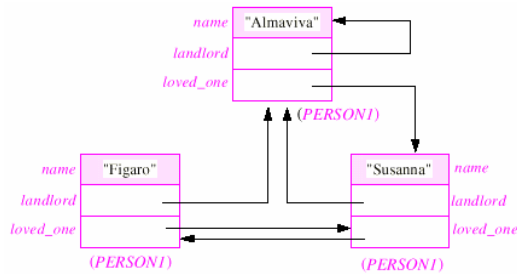 name "Almaviva"
landlord
loved_one
(PERSON1)
name "Figaro" "Susanna" name
landlord landlord
loved_one loved_one
(PERSON1) (PERSON1)